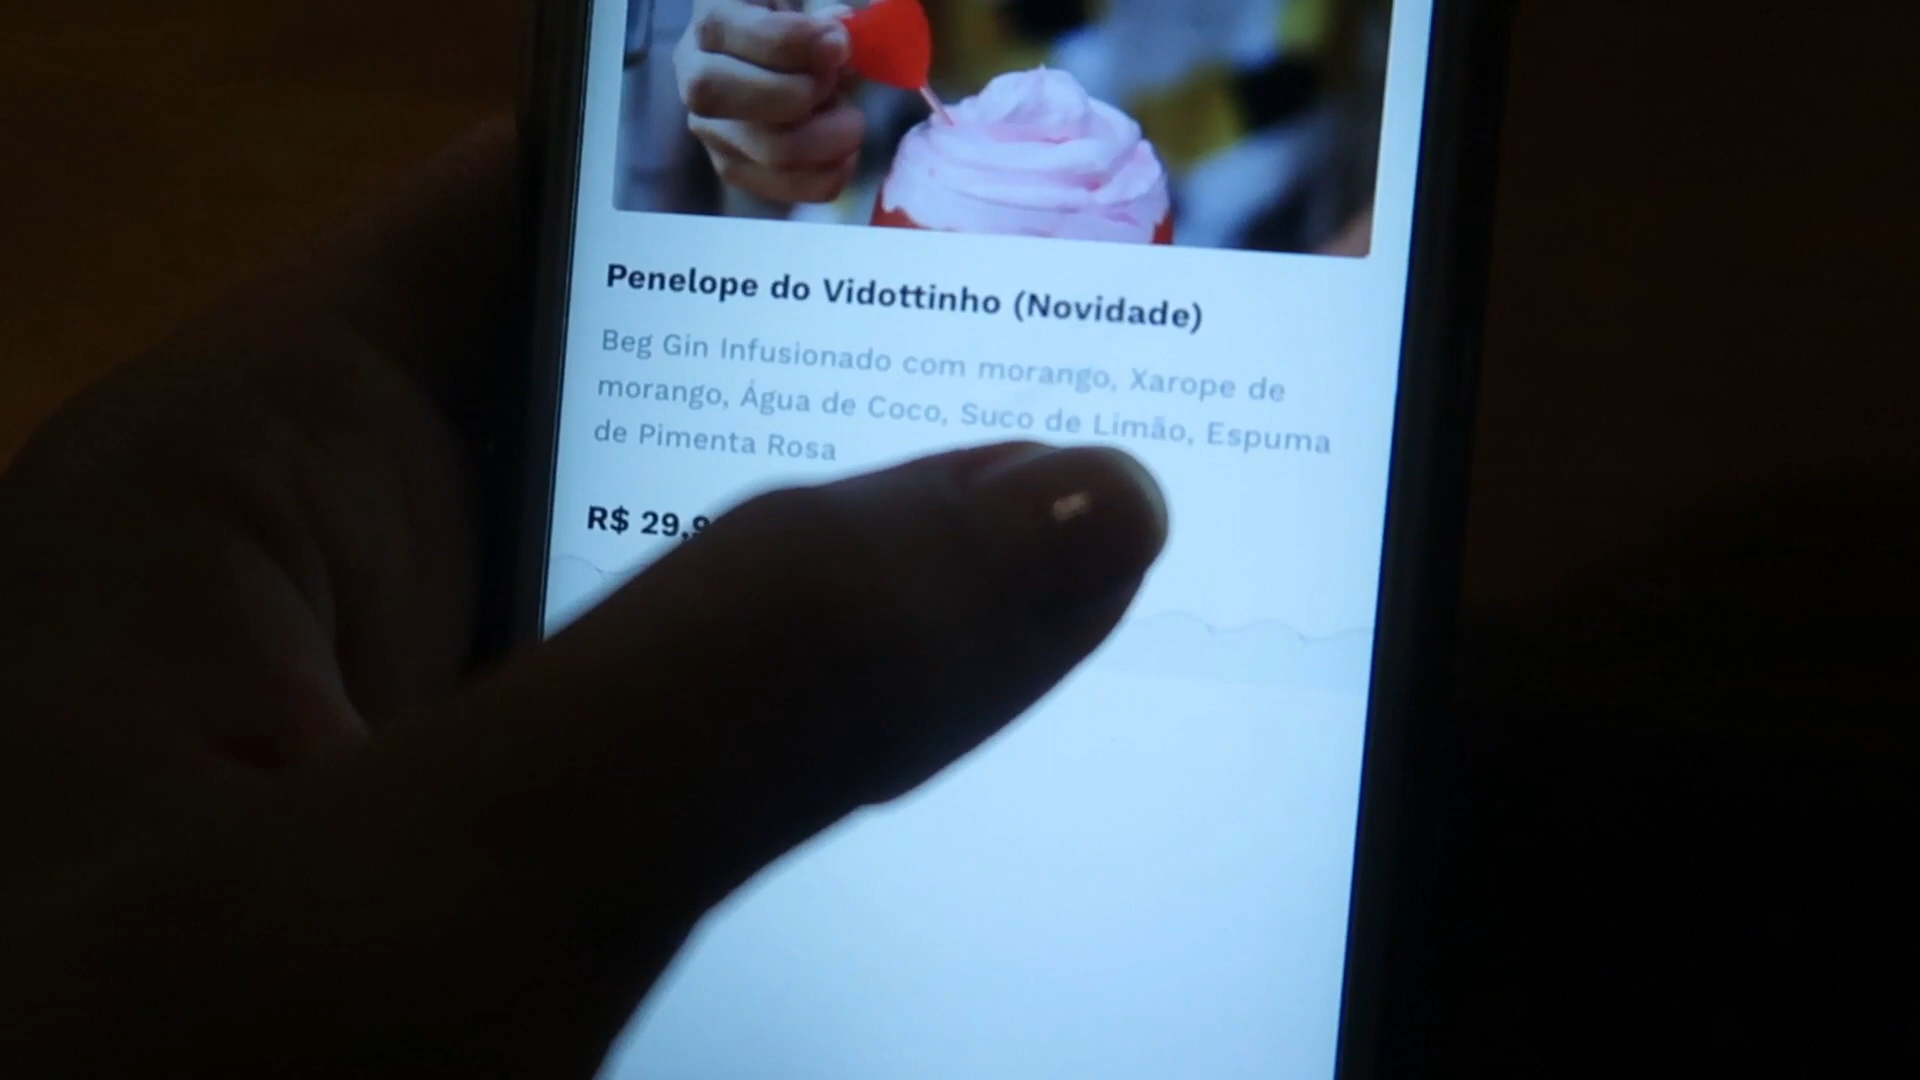 Penelope do Vidottinho (Novidade)
Beg Gin Infusionado com morango, Xarope de
morango, Água de Coco, Suco de Limão, Espuma
de Pimenta Rosa
R$ 29,9